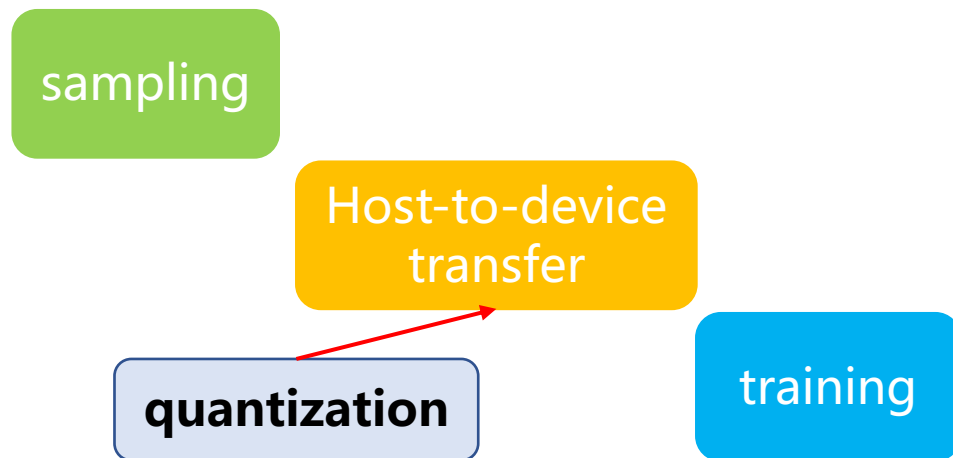 sampling
Host-to-device
transfer
quantization
training